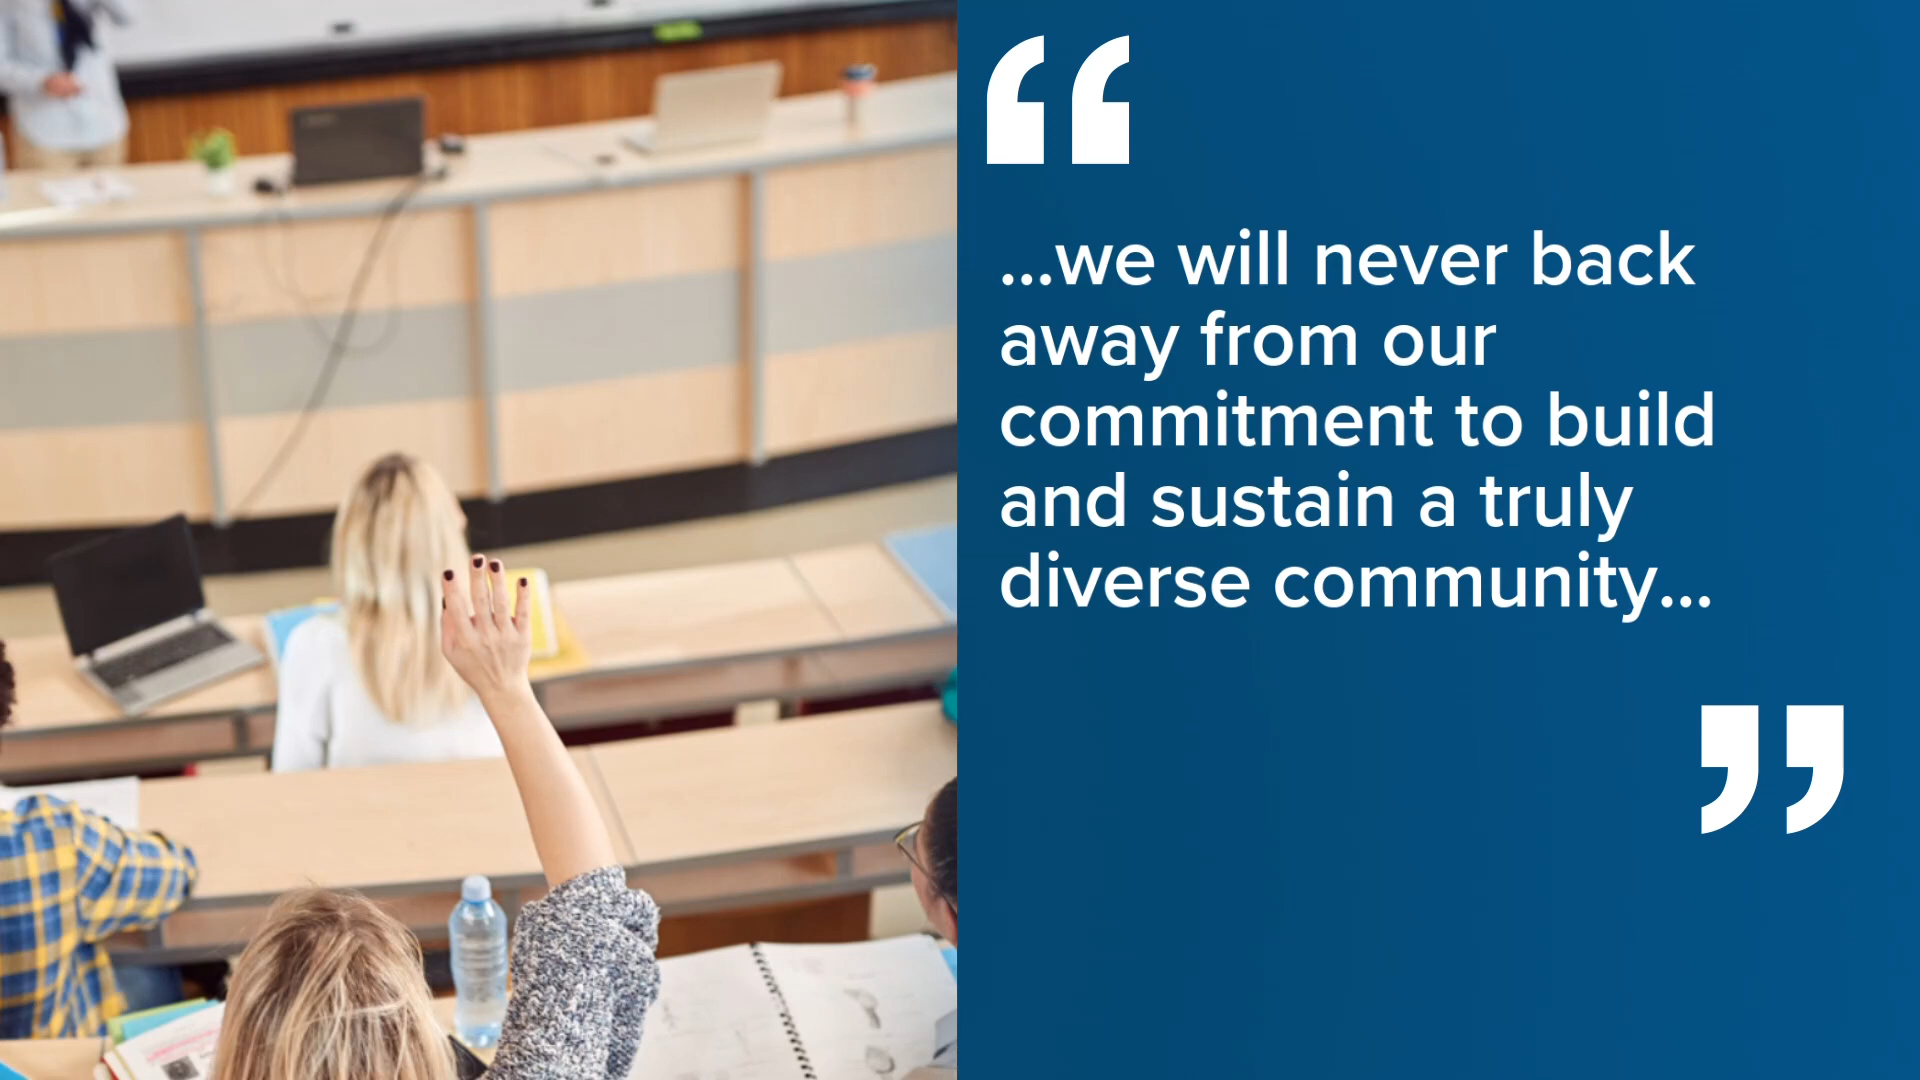 “
...we will never back
away from our
commitment to build
and sustain a truly
diverse community...
”